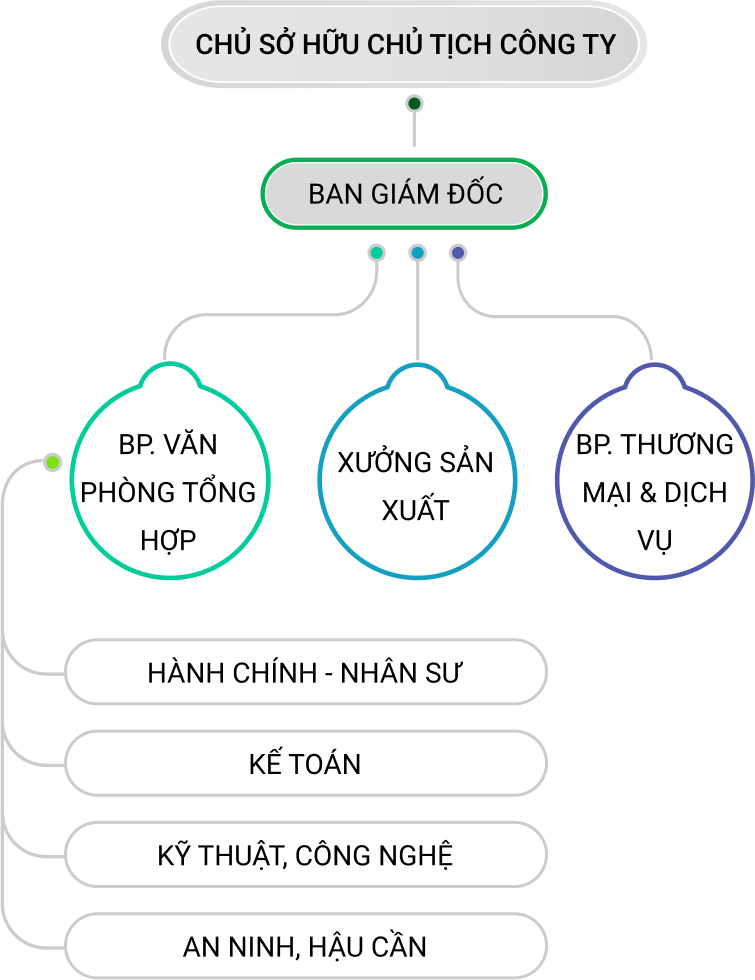 CHỦ SỞ HỮU CHỦ TỊCH CÔNG TY
BAN GIÁM ĐỐC
BP. VĂN
PHÒNG TỔNG
HỢP
XƯỞNG SẢN
XUẤT
BP. THƯƠNG
MẠI & DỊCH
VỤ
HÀNH CHÍNH - NHÂN SƯ
KẾ TOÁN
KỸ THUẬT, CÔNG NGHỆ
AN NINH, HẬU CẦN